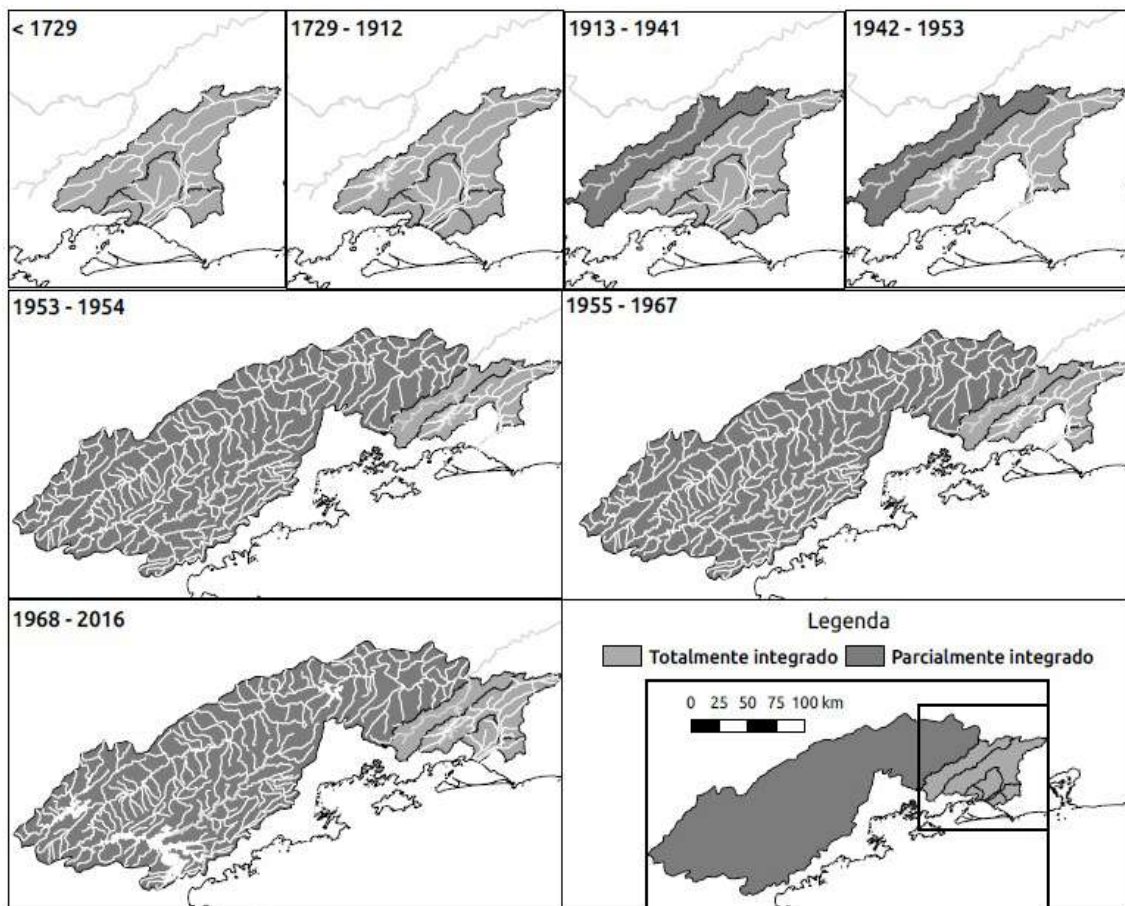 < 1729
1729 - 1912
1913 - 1941
1942 - 1953
1953 - 1954
1955 - 1967
1968 - 2016
Legenda
Totalmente integrado
Parcialmente integrado
0 25 50 75 100 km